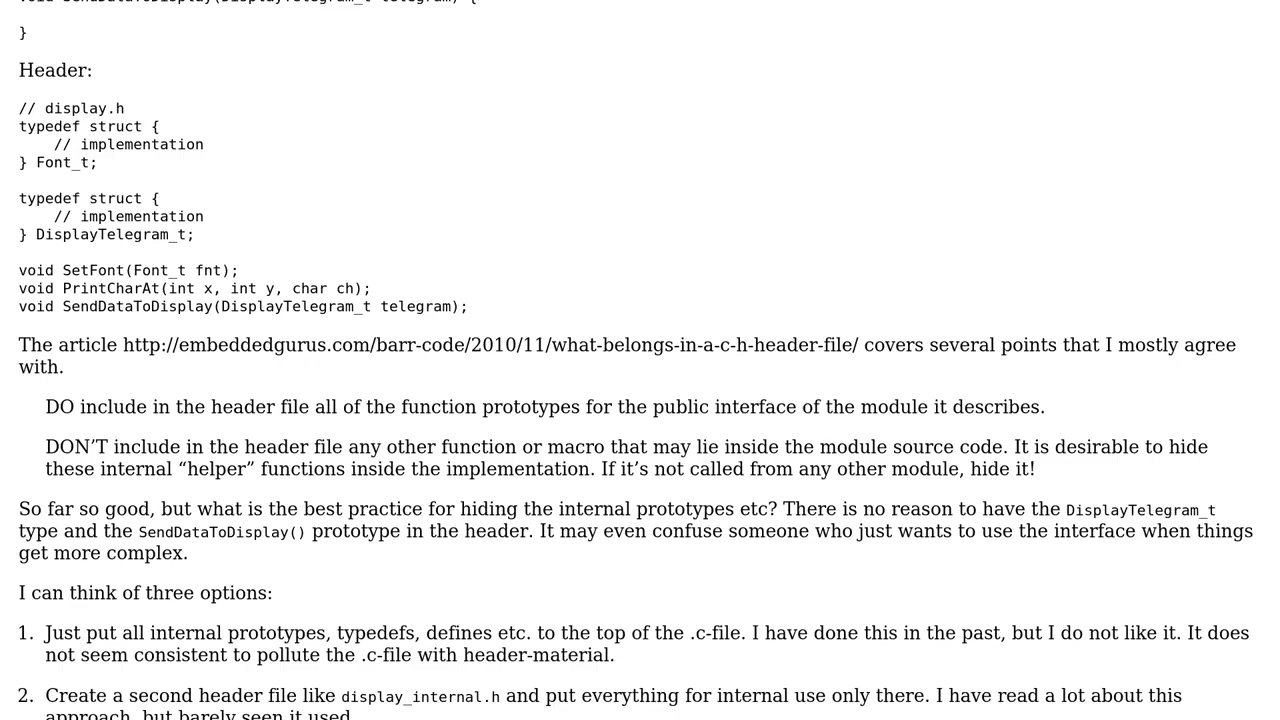 void SendDataToDisplay(DisplayTelegram_t telegram) {
}
Header:
// display.h
typedef struct {
    // implementation
} Font_t;
typedef struct {
    // implementation
} DisplayTelegram_t;
void SetFont(Font_t fnt);
void PrintCharAt(int x, int y, char ch);
void SendDataToDisplay(DisplayTelegram_t telegram);
The article http://embeddedgurus.com/barr-code/2010/11/what-belongs-in-a-c-h-header-file/ covers several points that I mostly agree
with.
DO include in the header file all of the function prototypes for the public interface of the module it describes.
DON’T include in the header file any other function or macro that may lie inside the module source code. It is desirable to hide
these internal “helper” functions inside the implementation. If it’s not called from any other module, hide it!
So far so good, but what is the best practice for hiding the internal prototypes etc? There is no reason to have the DisplayTelegram_t
type and the SendDataToDisplay() prototype in the header. It may even confuse someone who just wants to use the interface when things
get more complex.
I can think of three options:
1. Just put all internal prototypes, typedefs, defines etc. to the top of the .c-file. I have done this in the past, but I do not like it. It does
not seem consistent to pollute the .c-file with header-material.
2. Create a second header file like display_internal.h and put everything for internal use only there. I have read a lot about this
approach, but barely seen it used.